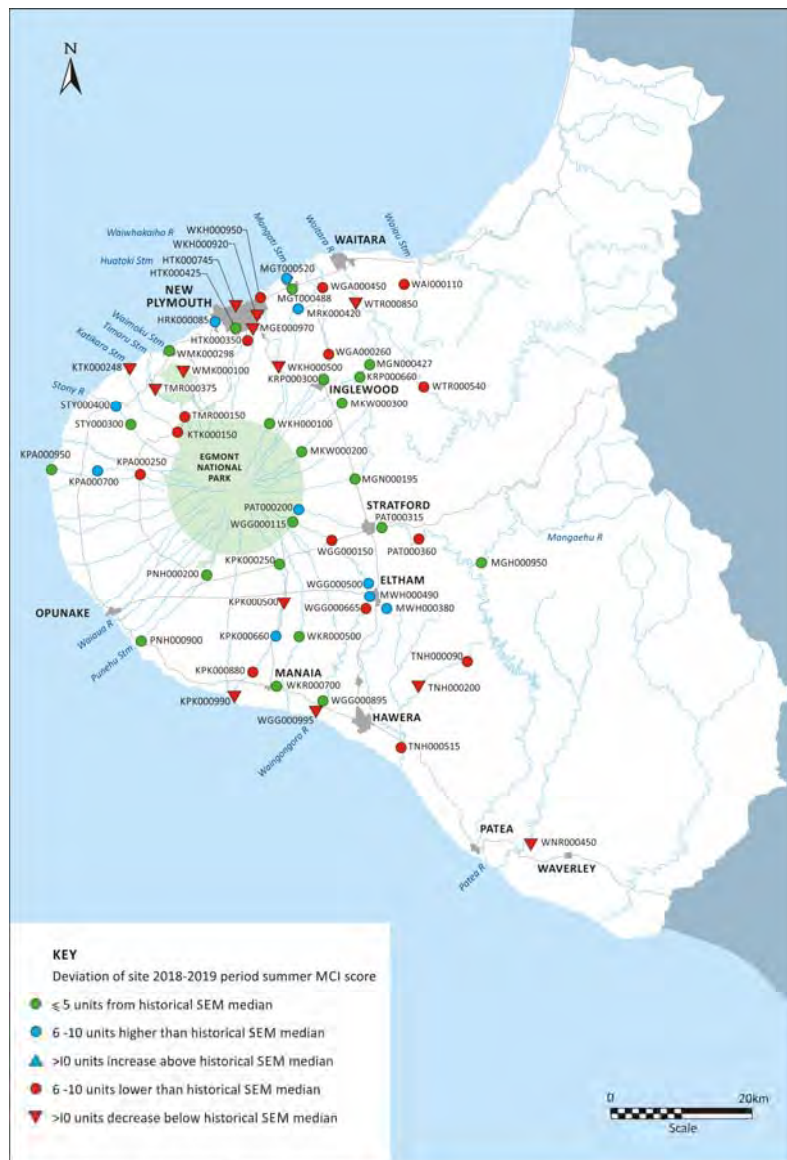 N
WKH000950
Waiwhakaiho R
WKH000920
Mangati Stm
Waitara R
Waiau Stm
WAITARA
Huatoki Stm
HTK000745
MGT000520
HTK000425
WGA000450
WAI000110
NEW
PLYMOUTH
MGT000488
WTR000850
HRK000085
MRK000420
Waimoku Stm
MGE000970
Timaru Stm
HTK000350
Katikara Stm
WMK000298
WGA000260
KTK000248
WMK000100
WKH000500
MGN000427
KRP000300
KRP000660
TMR000375
INGLEWOOD
WTR000540
Stony R
STY000400
MKW000300
TMR000150
STY000300
WKH000100
KTK000150
KPA000950
EGMONT
NATIONAL
PARK
MKW000200
KPA000250
KPA000700
MGN000195
STRATFORD
PAT000200
PAT000315
WGG000115
Mangaehu R
WGG000150
PAT000360
KPK000250
MGH000950
PNH000200
WGG000500
ELTHAM
MWH000490
KPK000500
WGG000665
MWH000380
OPUNAKE
Waiaua R
KPK000660
WKR000500
PNH000900
Punehu Stm
TNH000090
KPK000880
MANAIA
WKR000700
TNH000200
KPK000990
WGG000895
WGG000995
HAWERA
Waingongoro R
TNH000515
PATEA
WNR000450
Patea R
WAVERLEY
KEY
Deviation of site 2018-2019 period summer MCI score
⩽ 5 units from historical SEM median
6 -10 units higher than historical SEM median
>10 units increase above historical SEM median
6 -10 units lower than historical SEM median
>10 units decrease below historical SEM median
0 20km
Scale